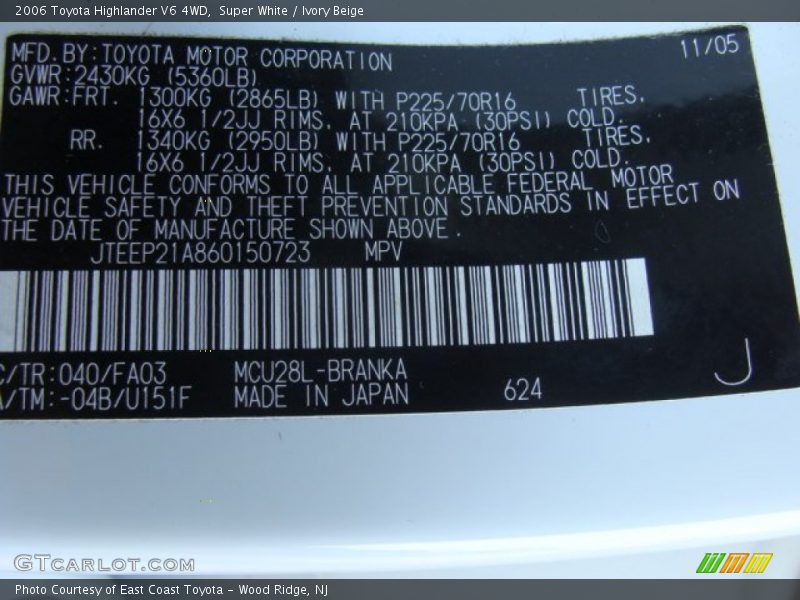 2006 Toyota Highlander V6 4WD, Super White / Ivory Beige
MFD.BY:TOYOTA MOTOR CORPORATION 11/05
GVWR:2430KG (5360LB)
GAWR:FRT. 1300KG (2865LB) WITH P225/70R16 TIRES,
16X6 1/2JJ RIMS, AT 210KPA (30PSI) COLD.
RR. 1340KG (2950LB) WITH P225/70R16 TIRES,
16X6 1/2JJ RIMS, AT 210KPA (30PSI) COLD.
THIS VEHICLE CONFORMS TO ALL APPLICABLE FEDERAL MOTOR
VEHICLE SAFETY AND THEFT PREVENTION STANDARDS IN EFFECT ON
THE DATE OF MANUFACTURE SHOWN ABOVE.
JTEEP21A860150723 MPV
C/TR:040/FA03 MCU28L-BRANKA
A/TM:-04B/U151F MADE IN JAPAN 624 J
GTCARLOT.COM
Photo Courtesy of East Coast Toyota - Wood Ridge, NJ